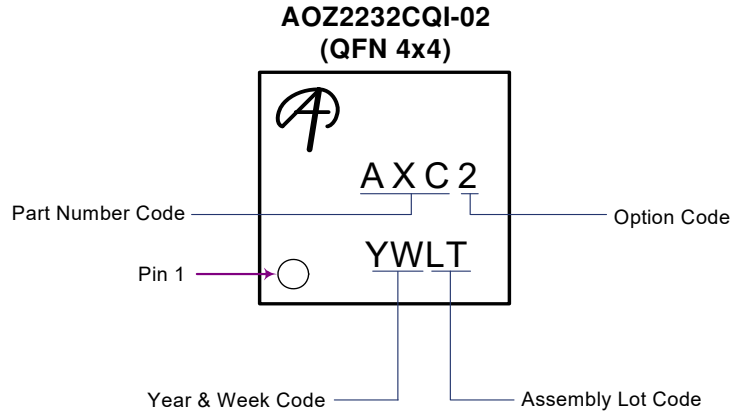 AOZ2232CQI-02
(QFN 4x4)
AXC2
Part Number Code
Option Code
YWLT
Pin 1
Year & Week Code
Assembly Lot Code